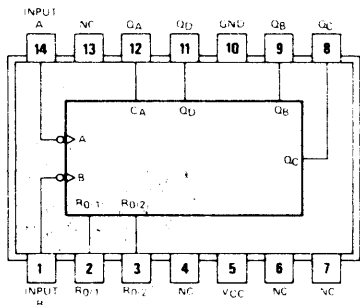 INPUT
A NC QA QD GND QB QC
14 13 12 11 10 9 8
CA QD QB
A
QC
B
R0(1) R0(2)
1 2 3 4 5 6 7
INPUT R0(1) R0(2) NC VCC NC NC
B